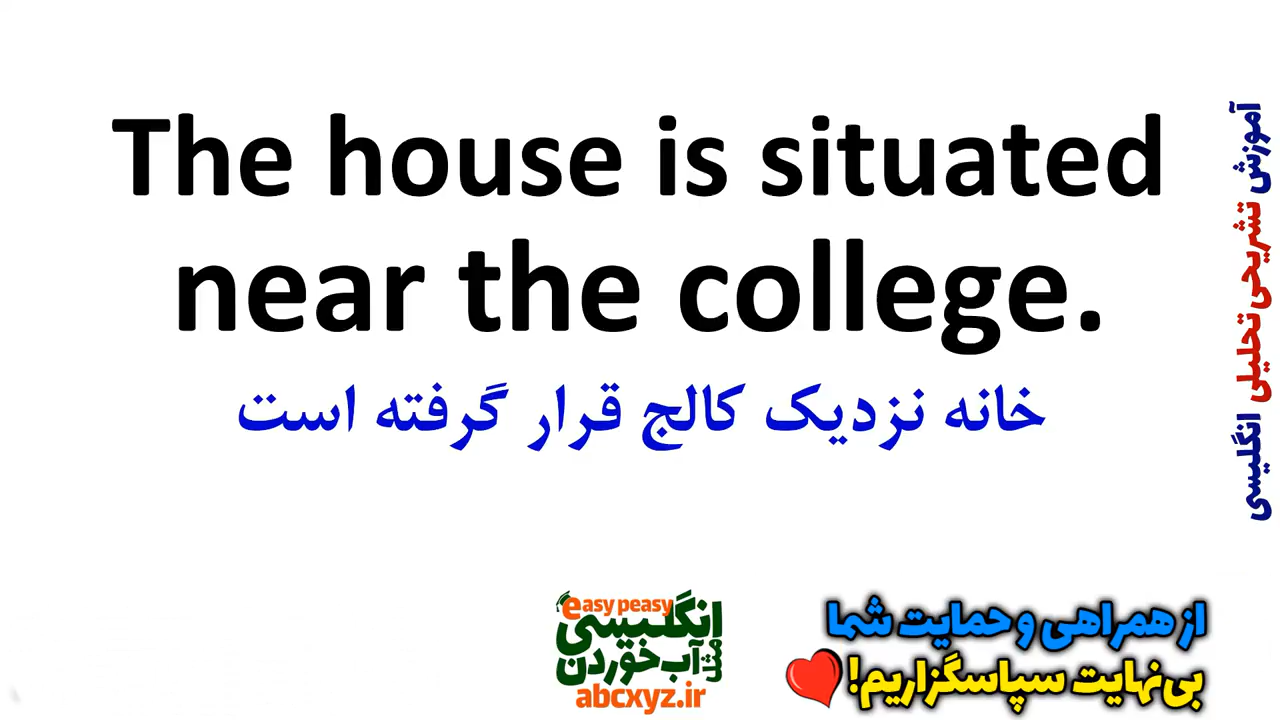 The house is situated
near the college.
خانه نزدیک کالج قرار گرفته است
آموزش تشریحی تحلیلی انگلیسی
easy peasy
انگلیسی
مثل آب خوردن
abcxyz.ir
از همراهی و حمایت شما
بی‌نهایت سپاسگزاریم!